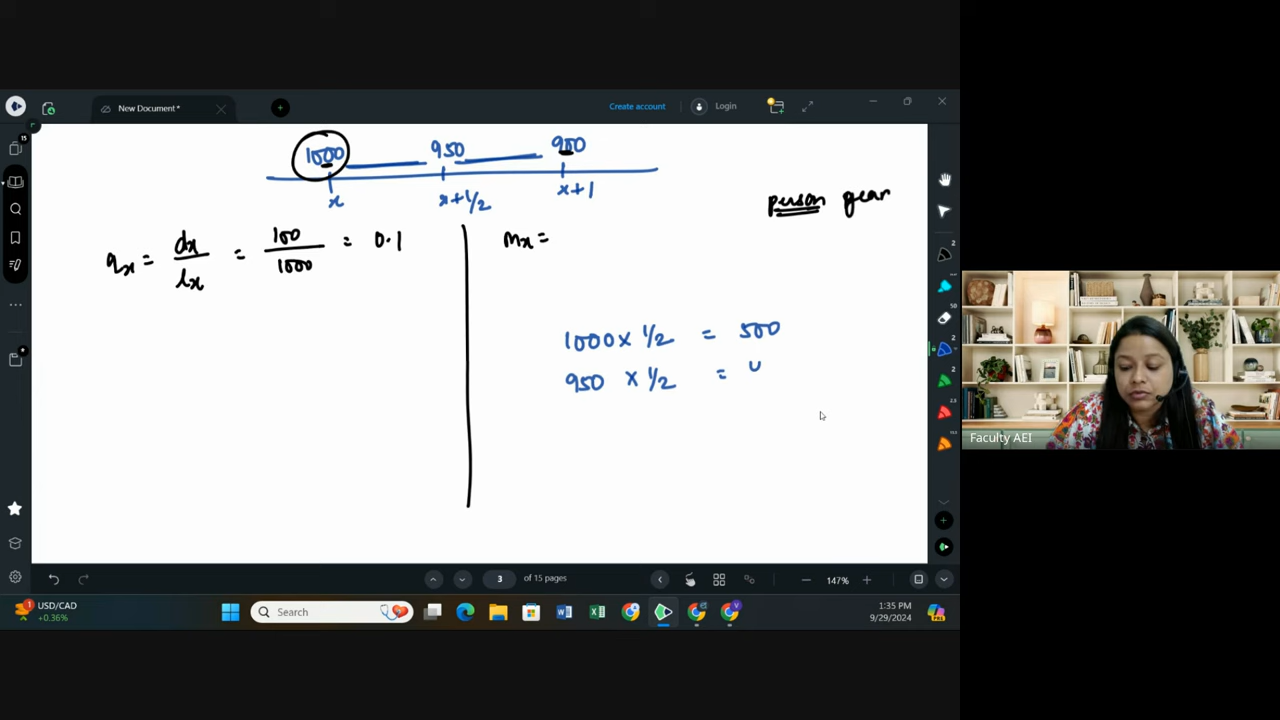 New Document*
Create account
Login
1000 950 900
x x+1/2 x+1
person year
qx = dx/lx = 100/1000 = 0.1
mx =
1000 x 1/2 = 500
950 x 1/2 =
Faculty AEI
3 of 15 pages
147%
USD/CAD
+0.36%
Search
1:35 PM
9/29/2024